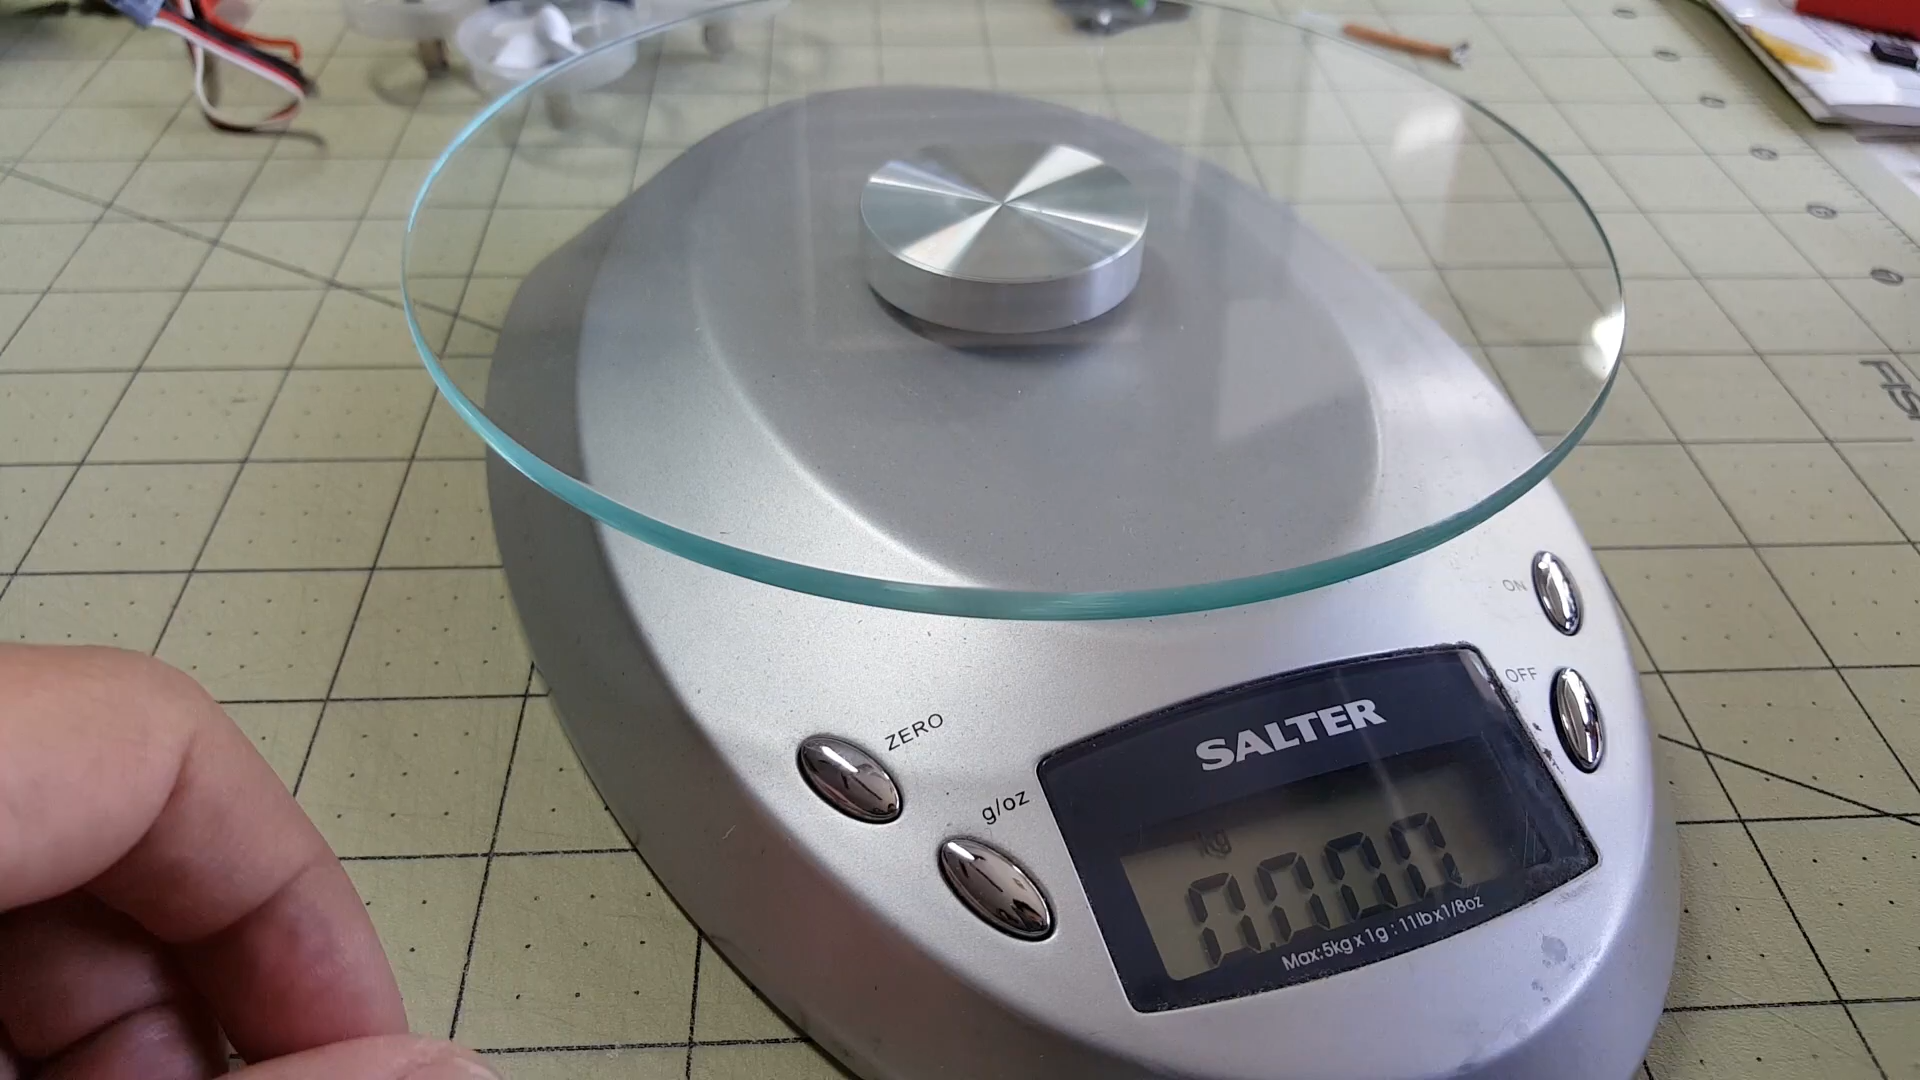 ON
OFF
ZERO
g/oz
SALTER
kg
0.000
Max:5kg x 1g : 11lb x 1/8oz